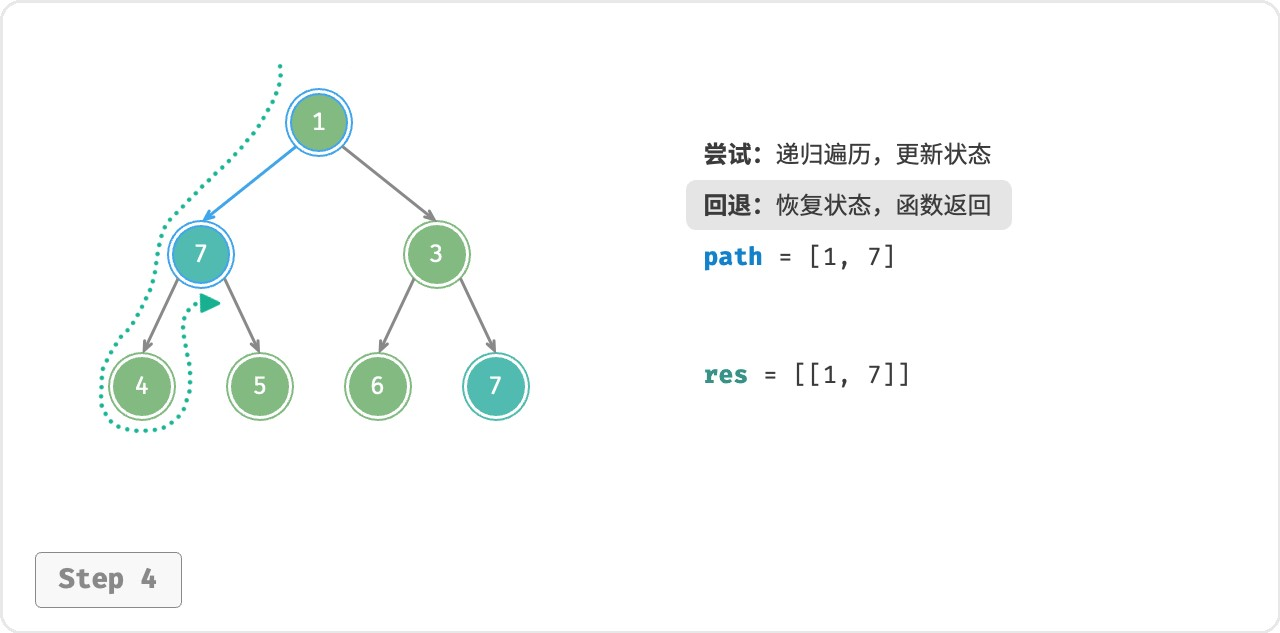 1
7
3
4
5
6
7
尝试：递归遍历，更新状态
回退：恢复状态，函数返回
path = [1, 7]
res = [[1, 7]]
Step 4